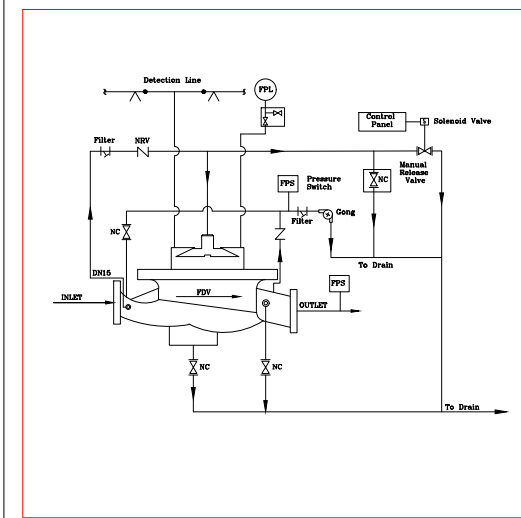 Detection Line
FPL
Control
Panel
Solenoid Valve
Filter
NRV
Manual
Release
Valve
NC
FPS
Pressure
Switch
Filter
Gong
NC
To Drain
DN15
FDV
FPS
INLET
OUTLET
NC
NC
To Drain